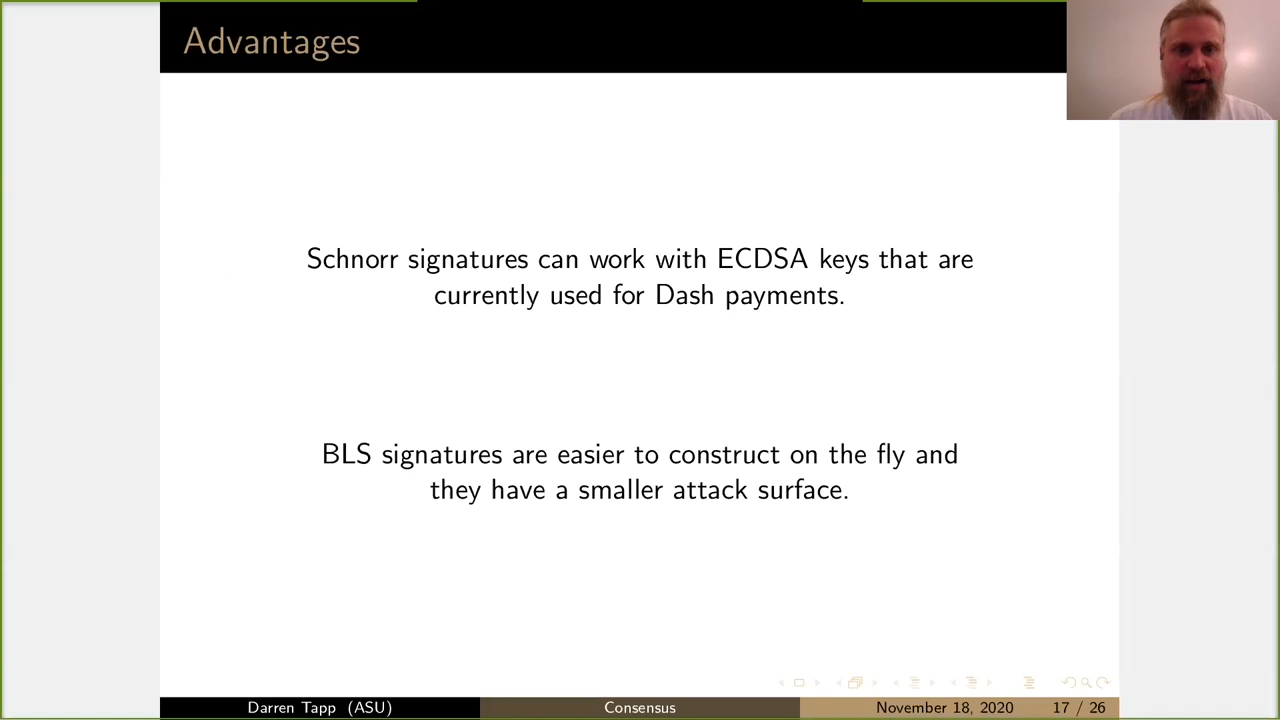 Advantages
Schnorr signatures can work with ECDSA keys that are
currently used for Dash payments.
BLS signatures are easier to construct on the fly and
they have a smaller attack surface.
Darren Tapp (ASU)
Consensus
November 18, 2020
17 / 26